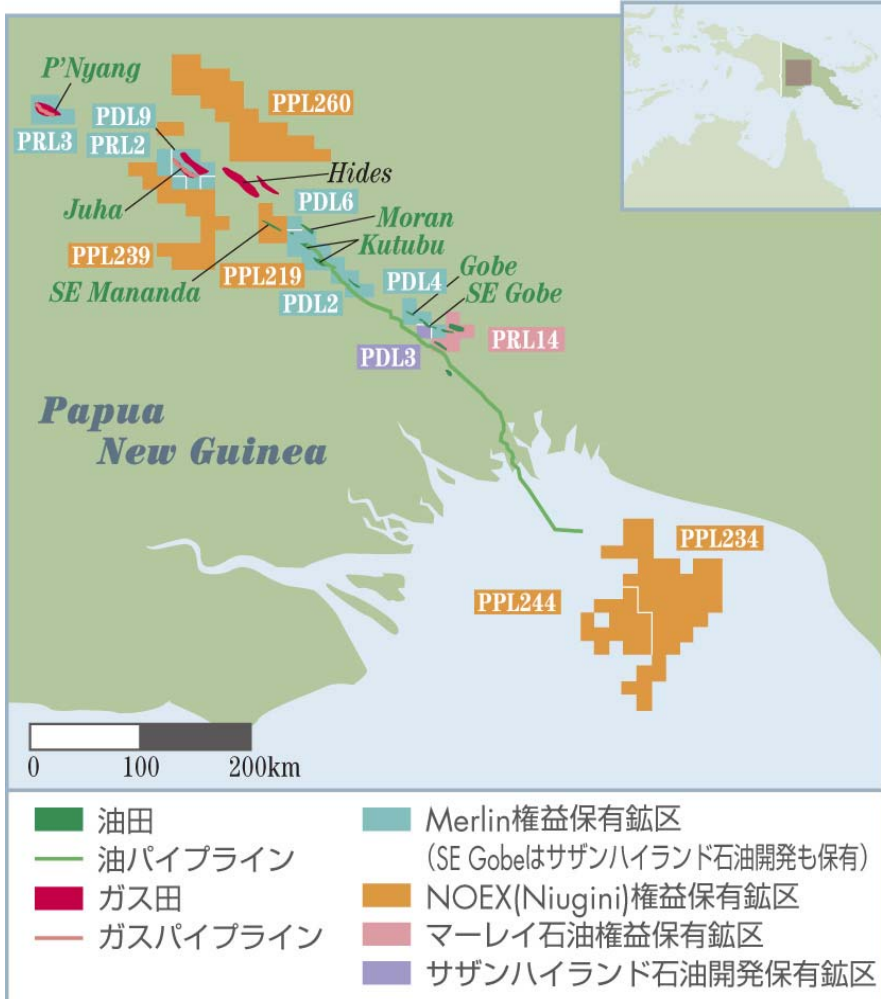 P'Nyang
PPL260
PDL9
PRL3
PRL2
Hides
Juha
PDL6
Moran
Kutubu
PPL239
PPL219
Gobe
SE Mananda
PDL4
SE Gobe
PDL2
PRL14
PDL3
Papua
New Guinea
PPL234
PPL244
0 100 200km
油田
油パイプライン
ガス田
ガスパイプライン
Merlin権益保有鉱区
(SE Gobeはサザンハイランド石油開発も保有)
NOEX(Niugini)権益保有鉱区
マーレイ石油権益保有鉱区
サザンハイランド石油開発保有鉱区